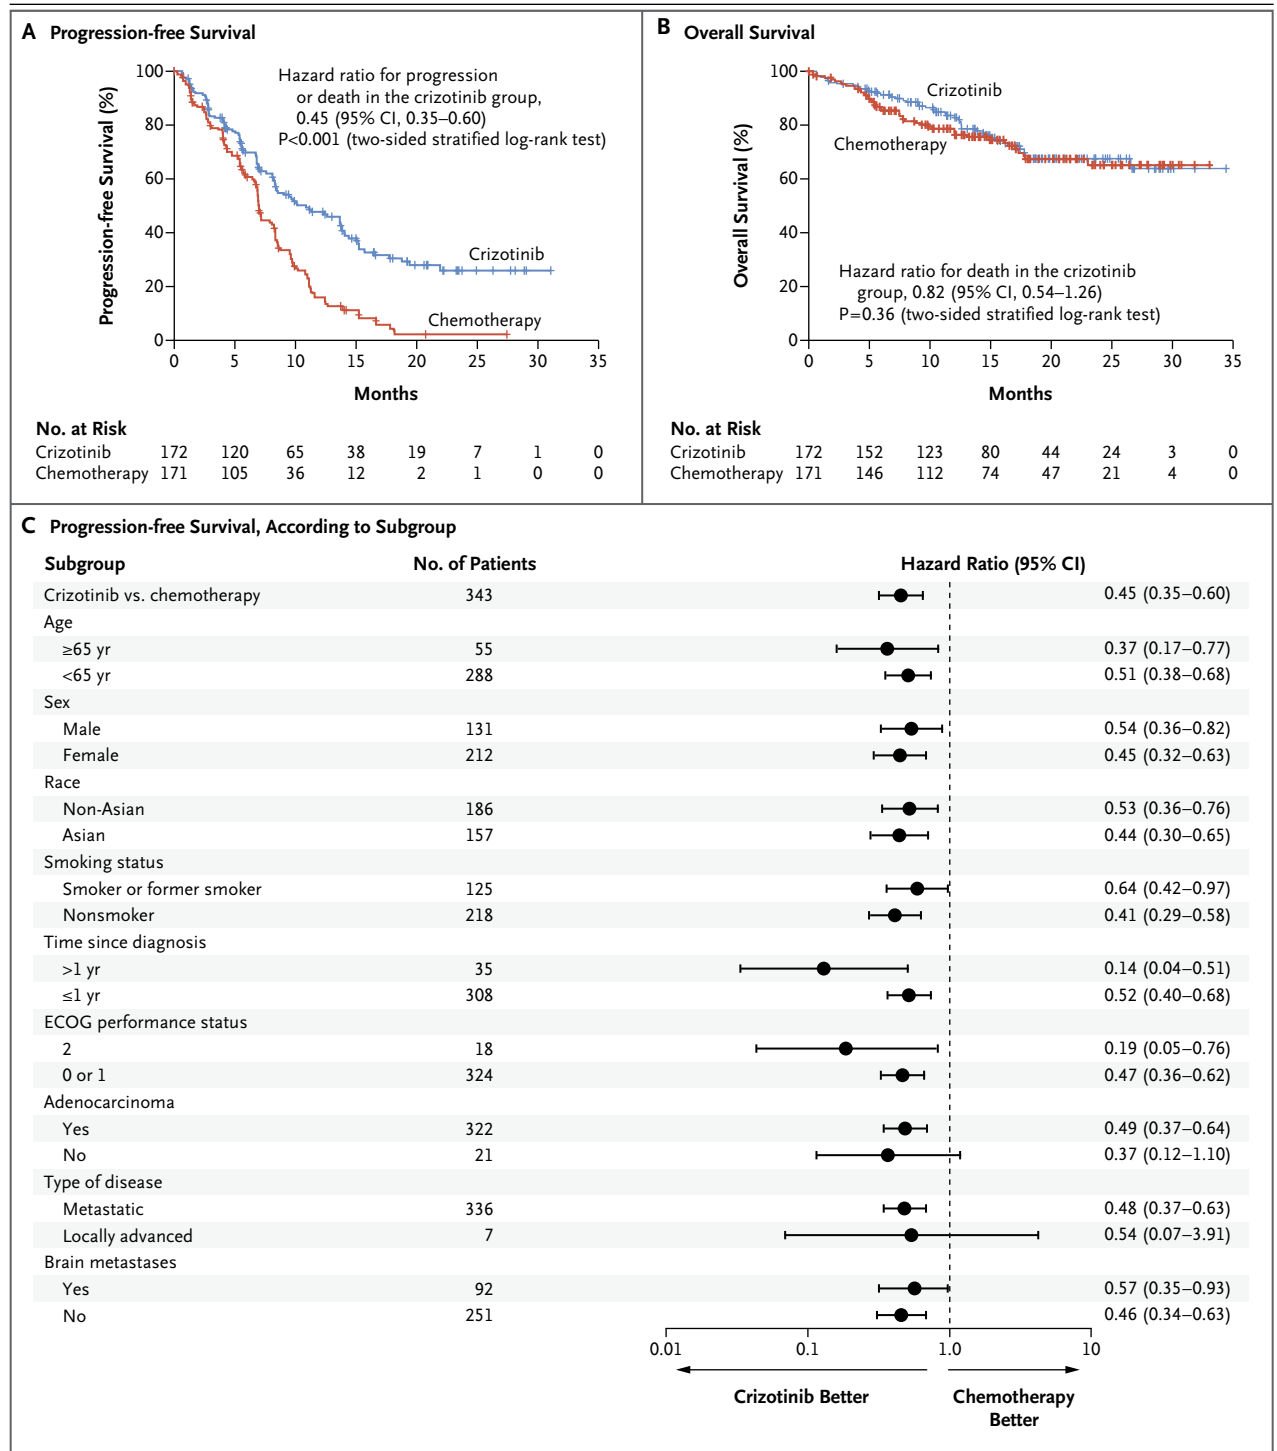 A Progression-free Survival
100
80
60
40
20
0
Progression-free Survival (%)
Hazard ratio for progression
or death in the crizotinib group,
0.45 (95% CI, 0.35–0.60)
P<0.001 (two-sided stratified log-rank test)
Crizotinib
Chemotherapy
0 5 10 15 20 25 30 35
Months
No. at Risk
Crizotinib 172 120 65 38 19 7 1 0
Chemotherapy 171 105 36 12 2 1 0 0
B Overall Survival
100
80
60
40
20
0
Overall Survival (%)
Crizotinib
Chemotherapy
Hazard ratio for death in the crizotinib
group, 0.82 (95% CI, 0.54–1.26)
P=0.36 (two-sided stratified log-rank test)
0 5 10 15 20 25 30 35
Months
No. at Risk
Crizotinib 172 152 123 80 44 24 3 0
Chemotherapy 171 146 112 74 47 21 4 0
C Progression-free Survival, According to Subgroup
Subgroup No. of Patients Hazard Ratio (95% CI)
Crizotinib vs. chemotherapy 343 0.45 (0.35–0.60)
Age
≥65 yr 55 0.37 (0.17–0.77)
<65 yr 288 0.51 (0.38–0.68)
Sex
Male 131 0.54 (0.36–0.82)
Female 212 0.45 (0.32–0.63)
Race
Non-Asian 186 0.53 (0.36–0.76)
Asian 157 0.44 (0.30–0.65)
Smoking status
Smoker or former smoker 125 0.64 (0.42–0.97)
Nonsmoker 218 0.41 (0.29–0.58)
Time since diagnosis
>1 yr 35 0.14 (0.04–0.51)
≤1 yr 308 0.52 (0.40–0.68)
ECOG performance status
2 18 0.19 (0.05–0.76)
0 or 1 324 0.47 (0.36–0.62)
Adenocarcinoma
Yes 322 0.49 (0.37–0.64)
No 21 0.37 (0.12–1.10)
Type of disease
Metastatic 336 0.48 (0.37–0.63)
Locally advanced 7 0.54 (0.07–3.91)
Brain metastases
Yes 92 0.57 (0.35–0.93)
No 251 0.46 (0.34–0.63)
0.01 0.1 1.0 10
Crizotinib Better Chemotherapy
Better